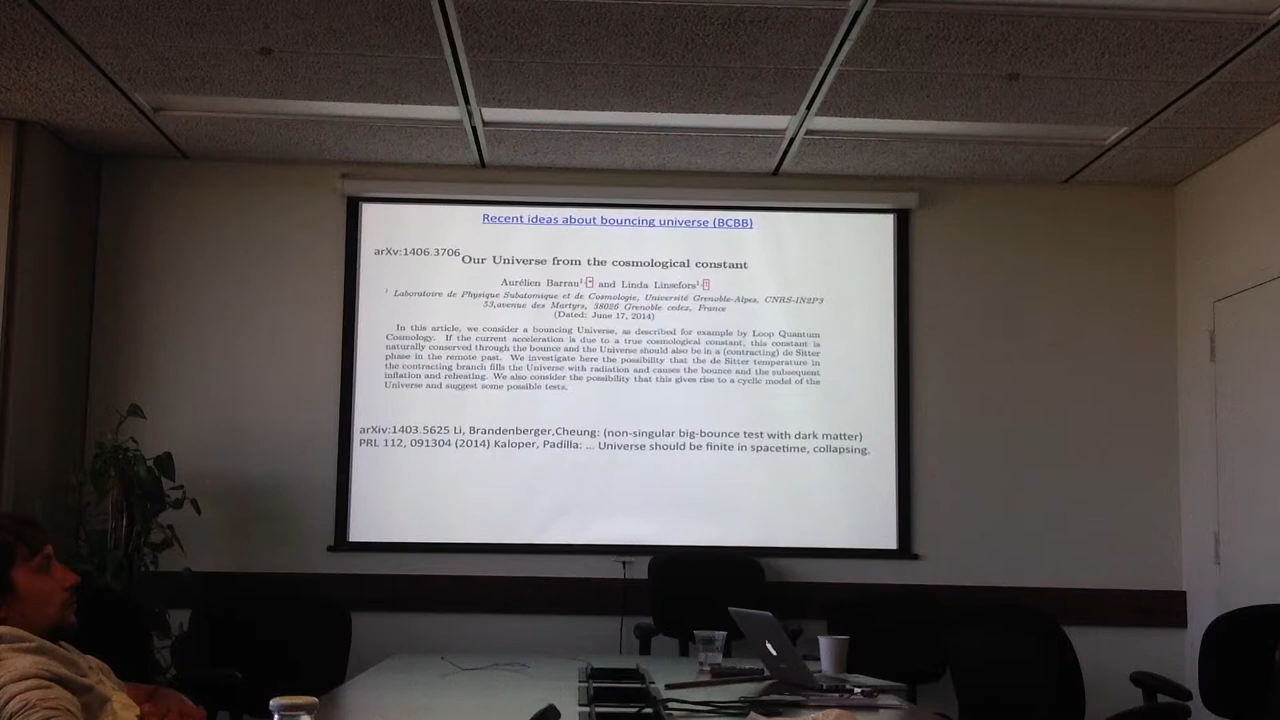 Recent ideas about bouncing universe (BCBB)
arXv:1406.3706
Our Universe from the cosmological constant
Aurélien Barrau¹,* and Linda Linsefors¹,†
¹ Laboratoire de Physique Subatomique et de Cosmologie, Université Grenoble-Alpes, CNRS-IN2P3
53,avenue des Martyrs, 38026 Grenoble cedex, France
(Dated: June 17, 2014)
In this article, we consider a bouncing Universe, as described for example by Loop Quantum
Cosmology. If the current acceleration is due to a true cosmological constant, this constant is
naturally conserved through the bounce and the Universe should also be in a (contracting) de Sitter
phase in the remote past. We investigate here the possibility that the de Sitter temperature in
the contracting branch fills the Universe with radiation and causes the bounce and the subsequent
inflation and reheating. We also consider the possibility that this gives rise to a cyclic model of the
Universe and suggest some possible tests.
arXiv:1403.5625 Li, Brandenberger,Cheung: (non-singular big-bounce test with dark matter)
PRL 112, 091304 (2014) Kaloper, Padilla: ... Universe should be finite in spacetime, collapsing.